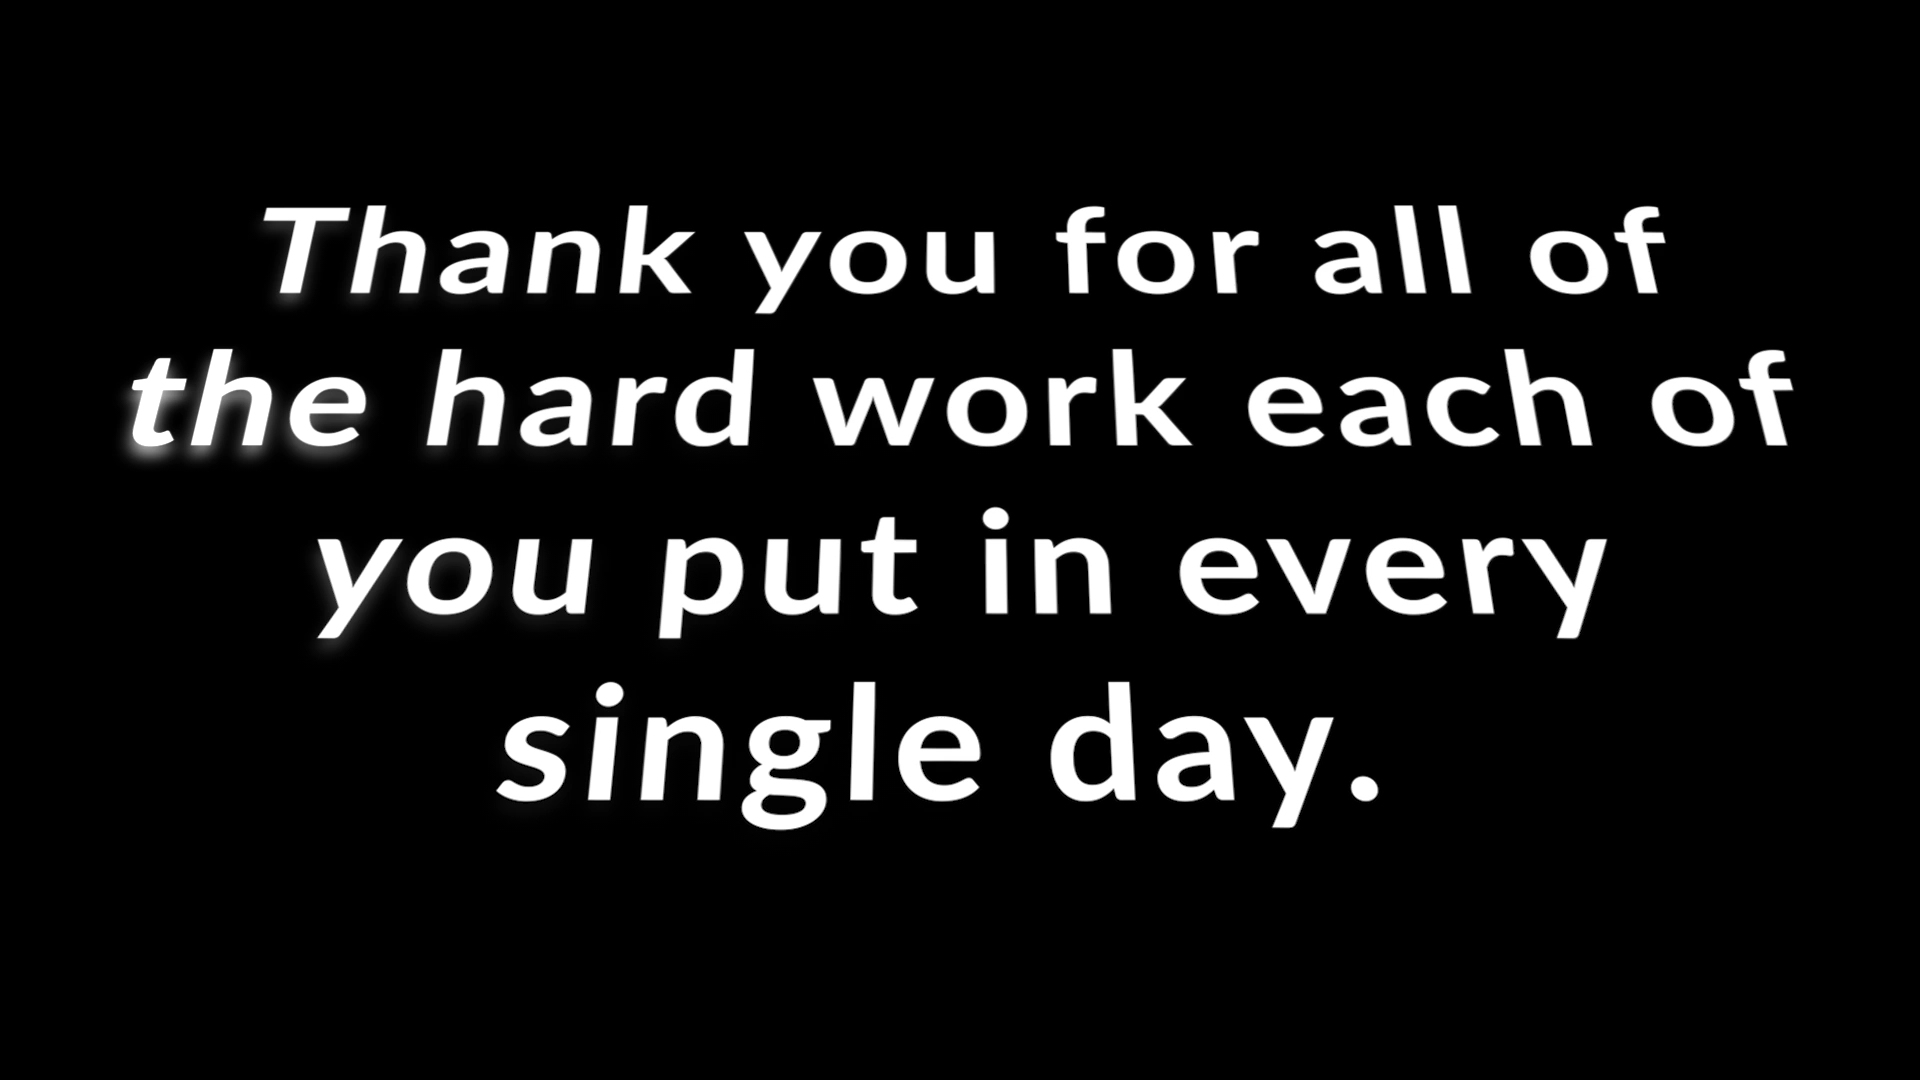 Thank you for all of
the hard work each of
you put in every
single day.